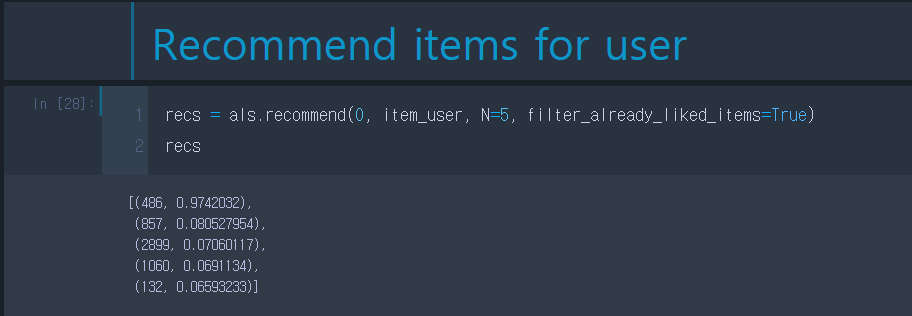 Recommend items for user
In [28]:
1 recs = als.recommend(0, item_user, N=5, filter_already_liked_items=True)
2 recs
[(486, 0.9742032),
(857, 0.080527954),
(2899, 0.07060117),
(1060, 0.0691134),
(132, 0.06593233)]